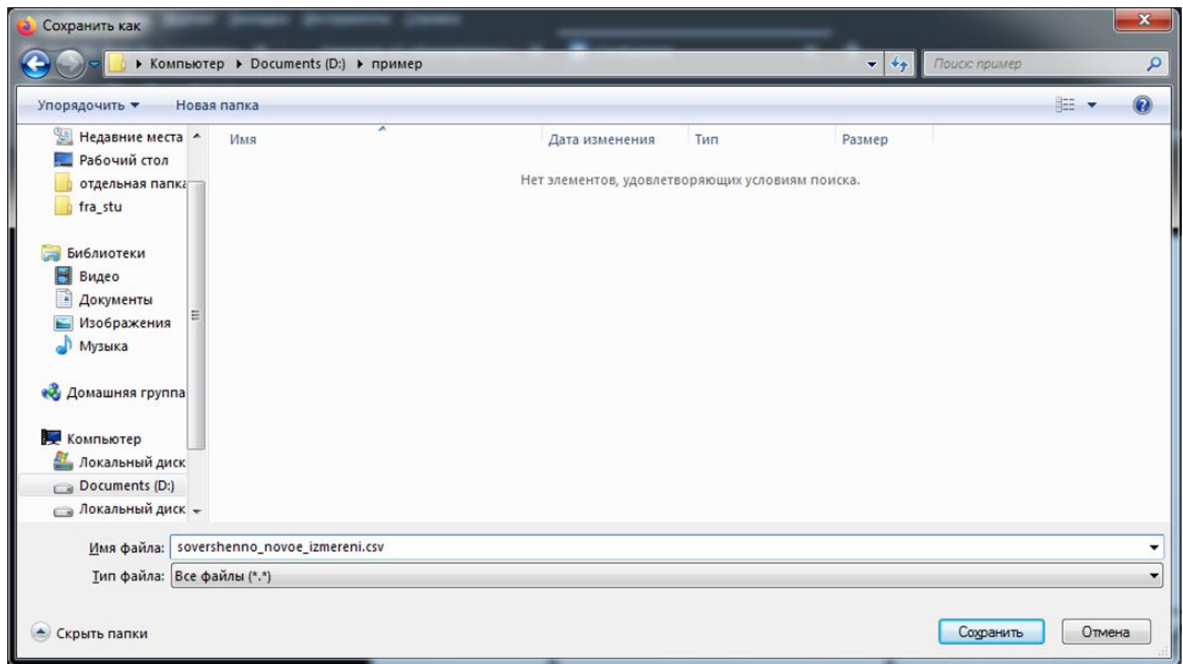 Сохранить как
Компьютер Documents (D:) пример
Поиск: пример
Упорядочить Новая папка
Недавние места
Рабочий стол
отдельная папка
fra_stu
Библиотеки
Видео
Документы
Изображения
Музыка
Домашняя группа
Компьютер
Локальный диск
Documents (D:)
Локальный диск
Имя Дата изменения Тип Размер
Нет элементов, удовлетворяющих условиям поиска.
Имя файла: sovershenno_novoe_izmereni.csv
Тип файла: Все файлы (*.*)
Скрыть папки
Сохранить Отмена